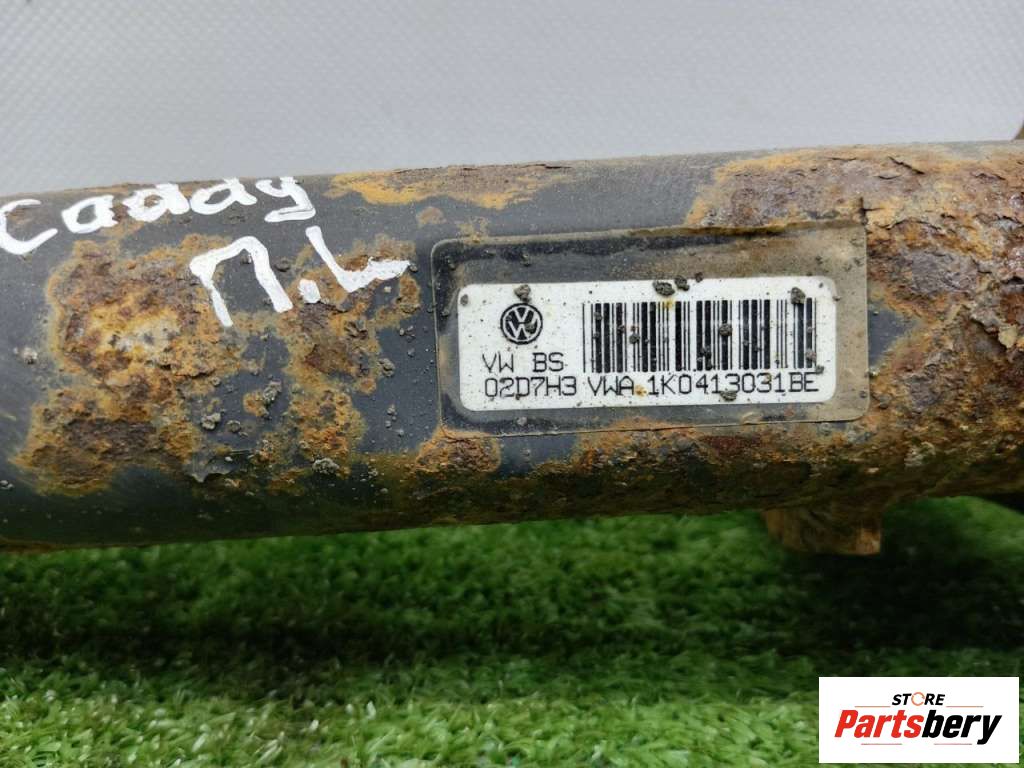 Caddy
П.L
VW BS
02D7H3 VWA 1K0413031BE
STORE
Partsbery